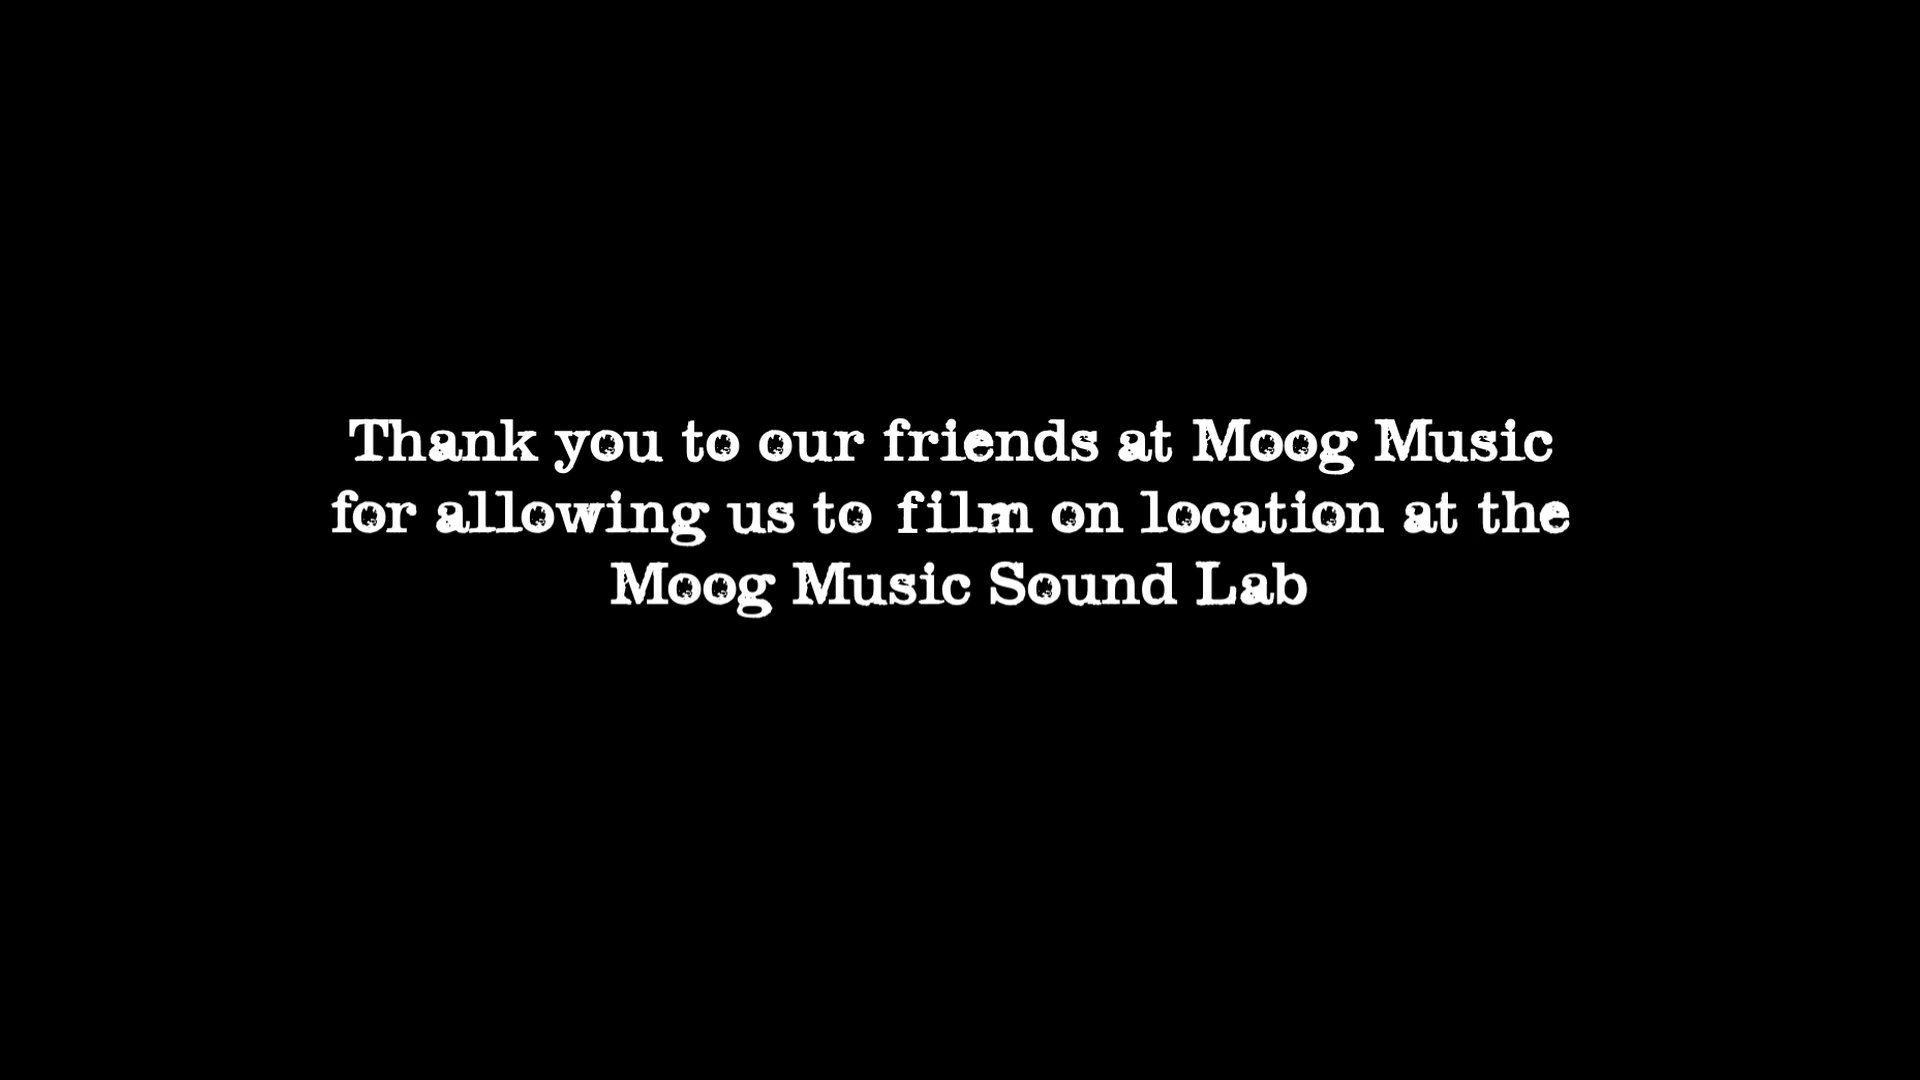 Thank you to our friends at Moog Music
for allowing us to film on location at the
Moog Music Sound Lab